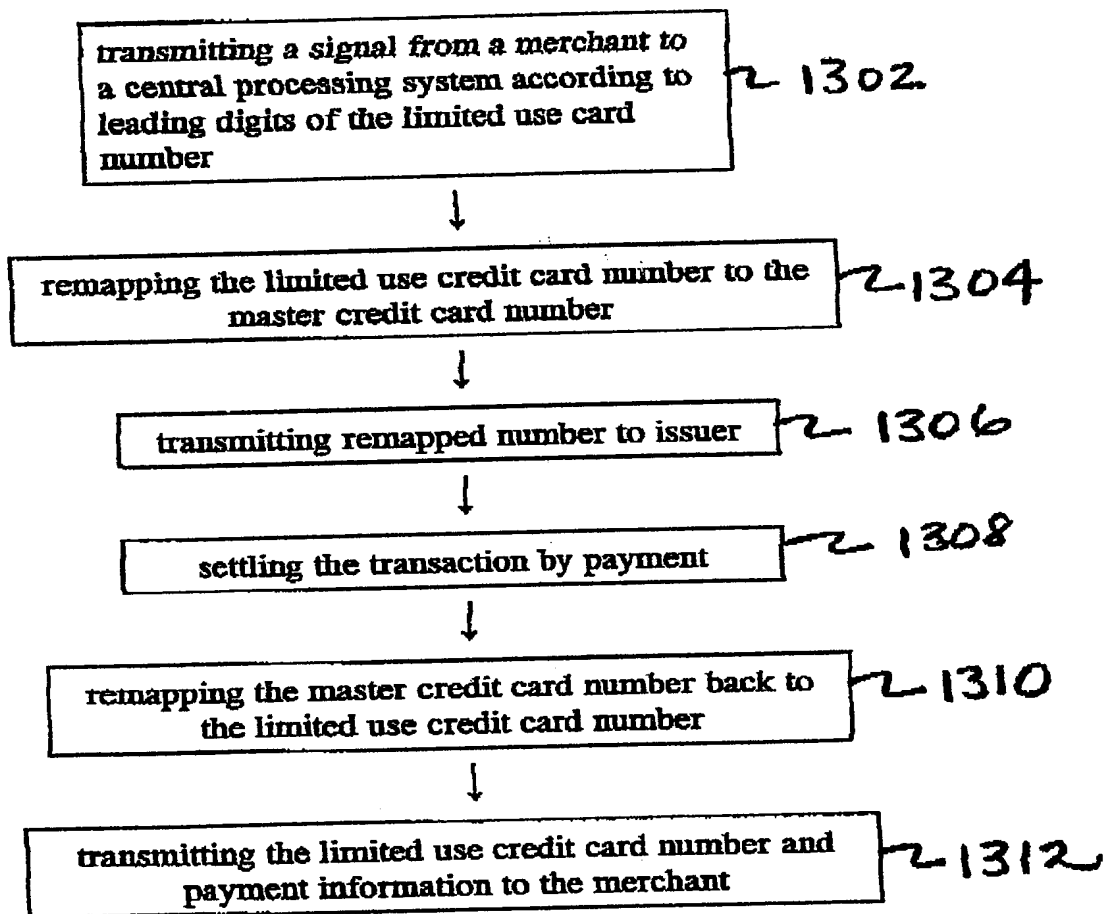 transmitting a signal from a merchant to
a central processing system according to
leading digits of the limited use card
number
1302
remapping the limited use credit card number to the
master credit card number
1304
transmitting remapped number to issuer
1306
settling the transaction by payment
1308
remapping the master credit card number back to
the limited use credit card number
1310
transmitting the limited use credit card number and
payment information to the merchant
1312